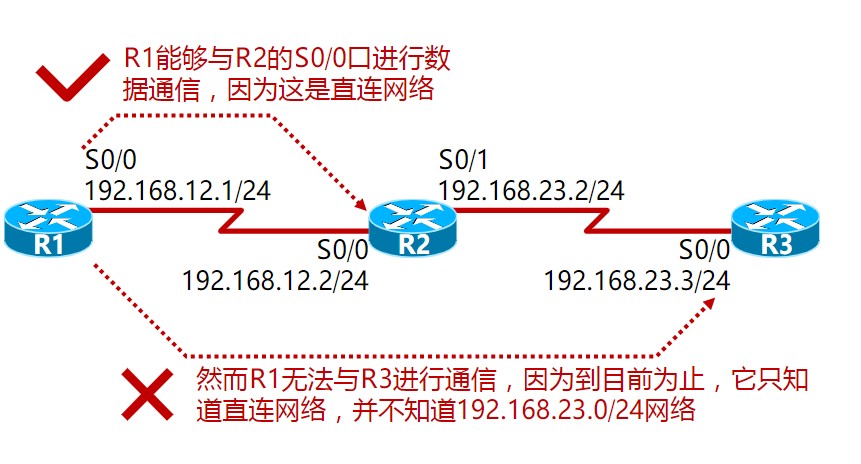 R1能够与R2的S0/0口进行数
据通信，因为这是直连网络
S0/0
192.168.12.1/24
S0/1
192.168.23.2/24
R1
R2
R3
S0/0
192.168.12.2/24
S0/0
192.168.23.3/24
然而R1无法与R3进行通信，因为到目前为止，它只知
道直连网络，并不知道192.168.23.0/24网络